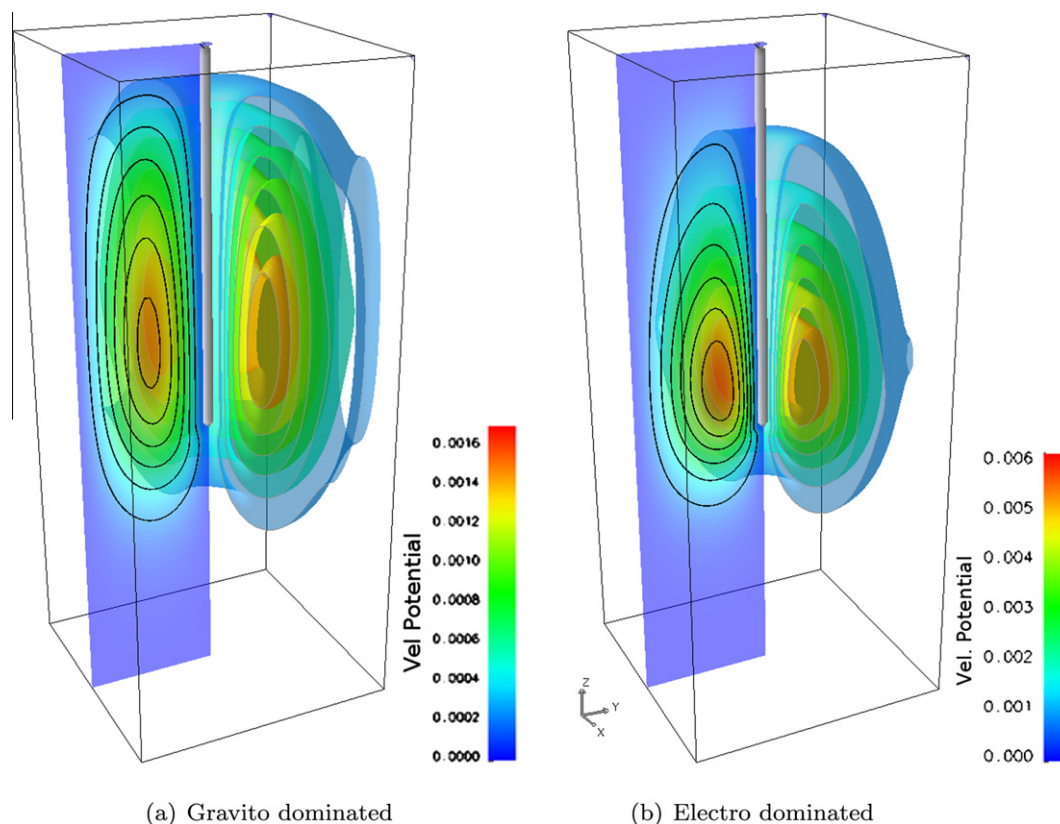 0.0016
0.0014
0.0012
0.0010
0.0008
0.0006
0.0004
0.0002
0.0000
Vel Potential
0.006
0.005
0.004
0.003
0.002
0.001
0.000
Vel. Potential
Z
Y
X
(a) Gravito dominated
(b) Electro dominated